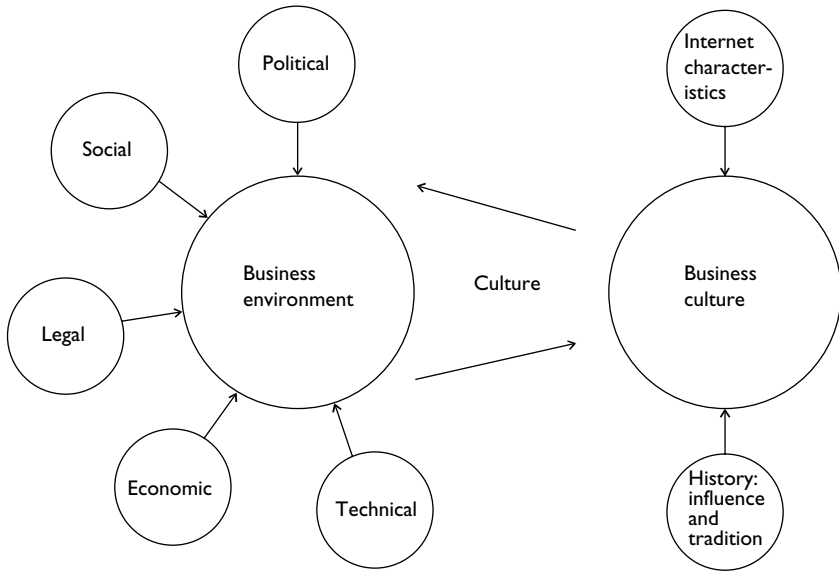 Political
Social
Legal
Economic
Technical
Business
environment
Culture
Internet
character-
istics
Business
culture
History:
influence
and
tradition